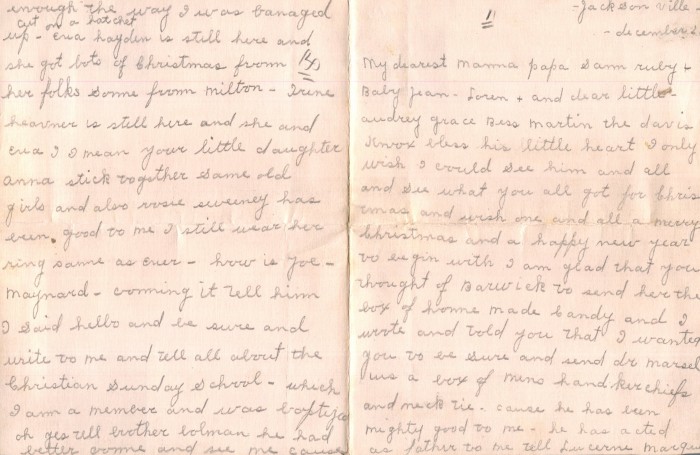 enough the way I was banaged
cut on a hatchet
up - eua hayden is still here and
she got lots of Christmas from
14
her folks some from milton - Irene
heavner is still here and she and
eua I I mean your little daughter
anna stick together same old
girls and also rosie sweeney has
been good to me I still wear her
ring same as ever - how is Joe -
maynard - comming it tell him
I said hello and be sure and
write to me and tell all about the
Christian Sunday School - which
I am a member and was baptized
oh yes tell brother bolman he had
better come and see me cause
1
- Jackson ville -
- december 2
My dearest mamma papa Sam ruby +
Baby Jean - Loren + and dear little -
audrey grace Bess martin the davis
Knox bless his little heart I only
wish I could see him and all
and see what you all got for Chris
tmas and wish one and all a merry
Christmas and a happy new year
to begin with I am glad that you
thought of Barwick to send her the
box of home made Candy and I
wrote and told you that I wanted
you to be sure and send dr marsel
us a box of mens handkerchiefs
and neck tie - cause he has been
mighty good to me - he has acted
as father to me tell Lucerne